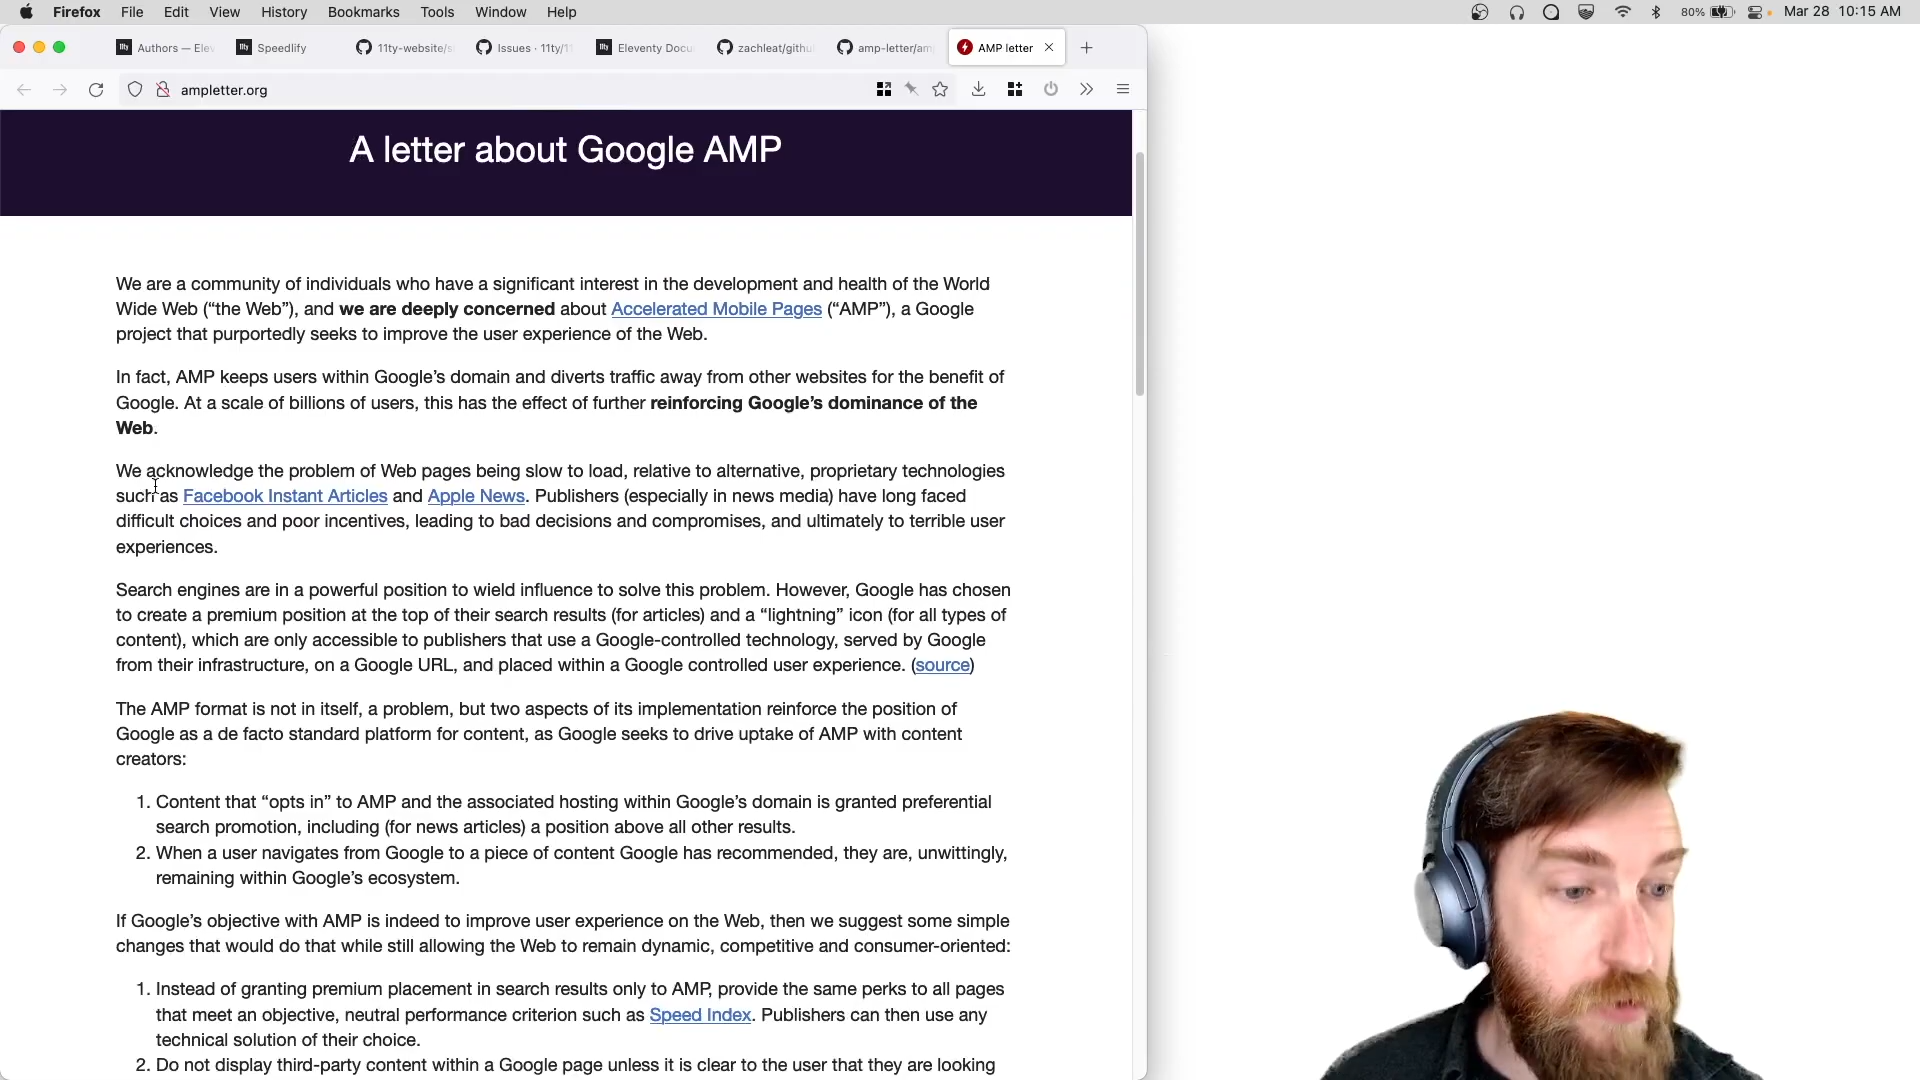 Firefox File Edit View History Bookmarks Tools Window Help 80% Mar 28 10:15 AM
Authors — Elev Speedlify 11ty-website/s Issues · 11ty/11 Eleventy Docu zachleat/githu amp-letter/am AMP letter
ampletter.org
A letter about Google AMP
We are a community of individuals who have a significant interest in the development and health of the World
Wide Web (“the Web”), and we are deeply concerned about Accelerated Mobile Pages (“AMP”), a Google
project that purportedly seeks to improve the user experience of the Web.
In fact, AMP keeps users within Google’s domain and diverts traffic away from other websites for the benefit of
Google. At a scale of billions of users, this has the effect of further reinforcing Google’s dominance of the
Web.
We acknowledge the problem of Web pages being slow to load, relative to alternative, proprietary technologies
such as Facebook Instant Articles and Apple News. Publishers (especially in news media) have long faced
difficult choices and poor incentives, leading to bad decisions and compromises, and ultimately to terrible user
experiences.
Search engines are in a powerful position to wield influence to solve this problem. However, Google has chosen
to create a premium position at the top of their search results (for articles) and a “lightning” icon (for all types of
content), which are only accessible to publishers that use a Google-controlled technology, served by Google
from their infrastructure, on a Google URL, and placed within a Google controlled user experience. (source)
The AMP format is not in itself, a problem, but two aspects of its implementation reinforce the position of
Google as a de facto standard platform for content, as Google seeks to drive uptake of AMP with content
creators:
1. Content that “opts in” to AMP and the associated hosting within Google’s domain is granted preferential
search promotion, including (for news articles) a position above all other results.
2. When a user navigates from Google to a piece of content Google has recommended, they are, unwittingly,
remaining within Google’s ecosystem.
If Google’s objective with AMP is indeed to improve user experience on the Web, then we suggest some simple
changes that would do that while still allowing the Web to remain dynamic, competitive and consumer-oriented:
1. Instead of granting premium placement in search results only to AMP, provide the same perks to all pages
that meet an objective, neutral performance criterion such as Speed Index. Publishers can then use any
technical solution of their choice.
2. Do not display third-party content within a Google page unless it is clear to the user that they are looking